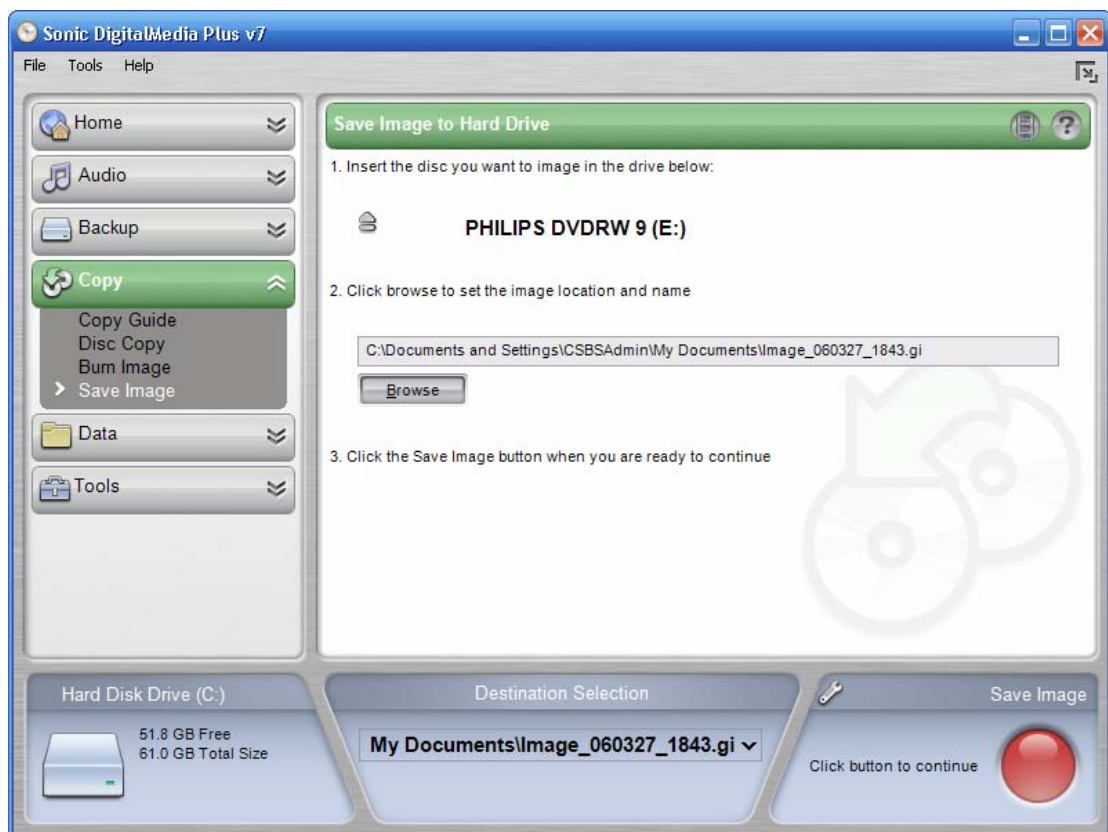 Sonic DigitalMedia Plus v7
File Tools Help
Home
Audio
Backup
Copy
Copy Guide
Disc Copy
Burn Image
Save Image
Data
Tools
Save Image to Hard Drive
?
1. Insert the disc you want to image in the drive below:
PHILIPS DVDRW 9 (E:)
2. Click browse to set the image location and name
C:\Documents and Settings\CSBSAdmin\My Documents\Image_060327_1843.gi
Browse
3. Click the Save Image button when you are ready to continue
Hard Disk Drive (C:)
51.8 GB Free
61.0 GB Total Size
Destination Selection
My Documents\Image_060327_1843.gi
Save Image
Click button to continue